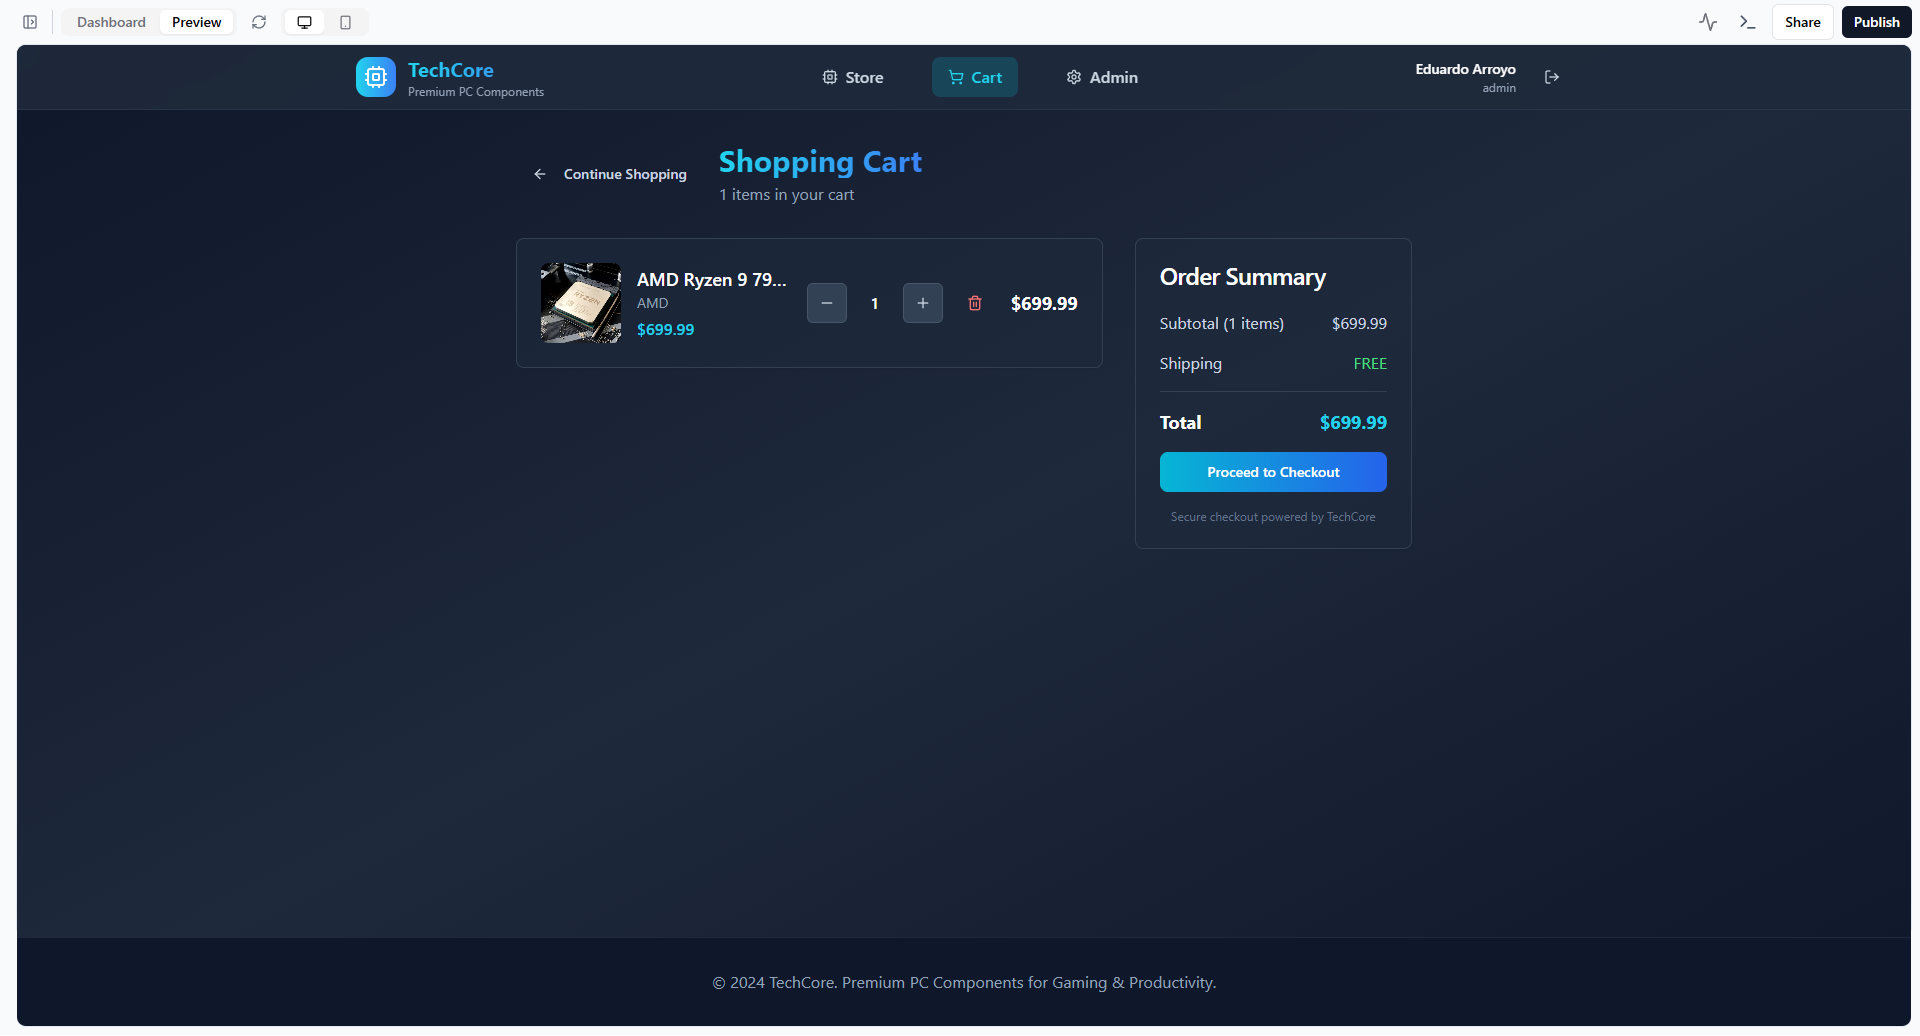 Dashboard Preview Share Publish
TechCore
Premium PC Components
Store Cart Admin
Eduardo Arroyo
admin
Continue Shopping
Shopping Cart
1 items in your cart
AMD Ryzen 9 79...
AMD
$699.99
1
$699.99
Order Summary
Subtotal (1 items) $699.99
Shipping FREE
Total $699.99
Proceed to Checkout
Secure checkout powered by TechCore
© 2024 TechCore. Premium PC Components for Gaming & Productivity.